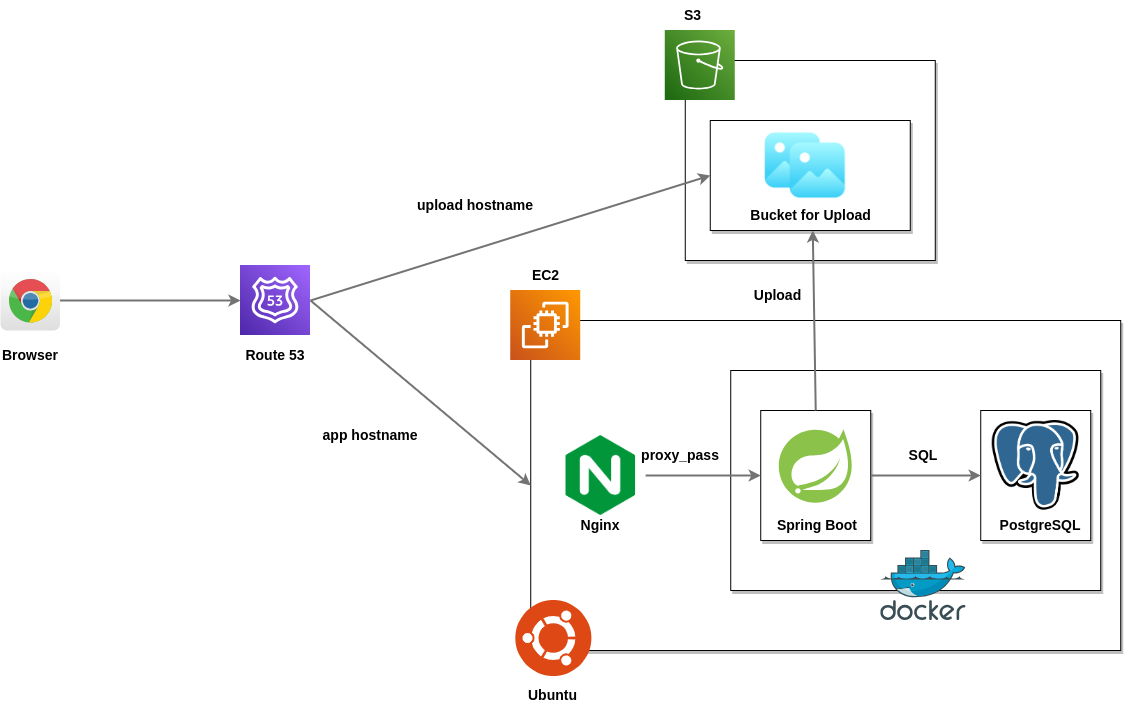 S3
Bucket for Upload
upload hostname
EC2
Upload
53
Browser
Route 53
app hostname
proxy_pass
SQL
N
Nginx
Spring Boot
PostgreSQL
docker
Ubuntu